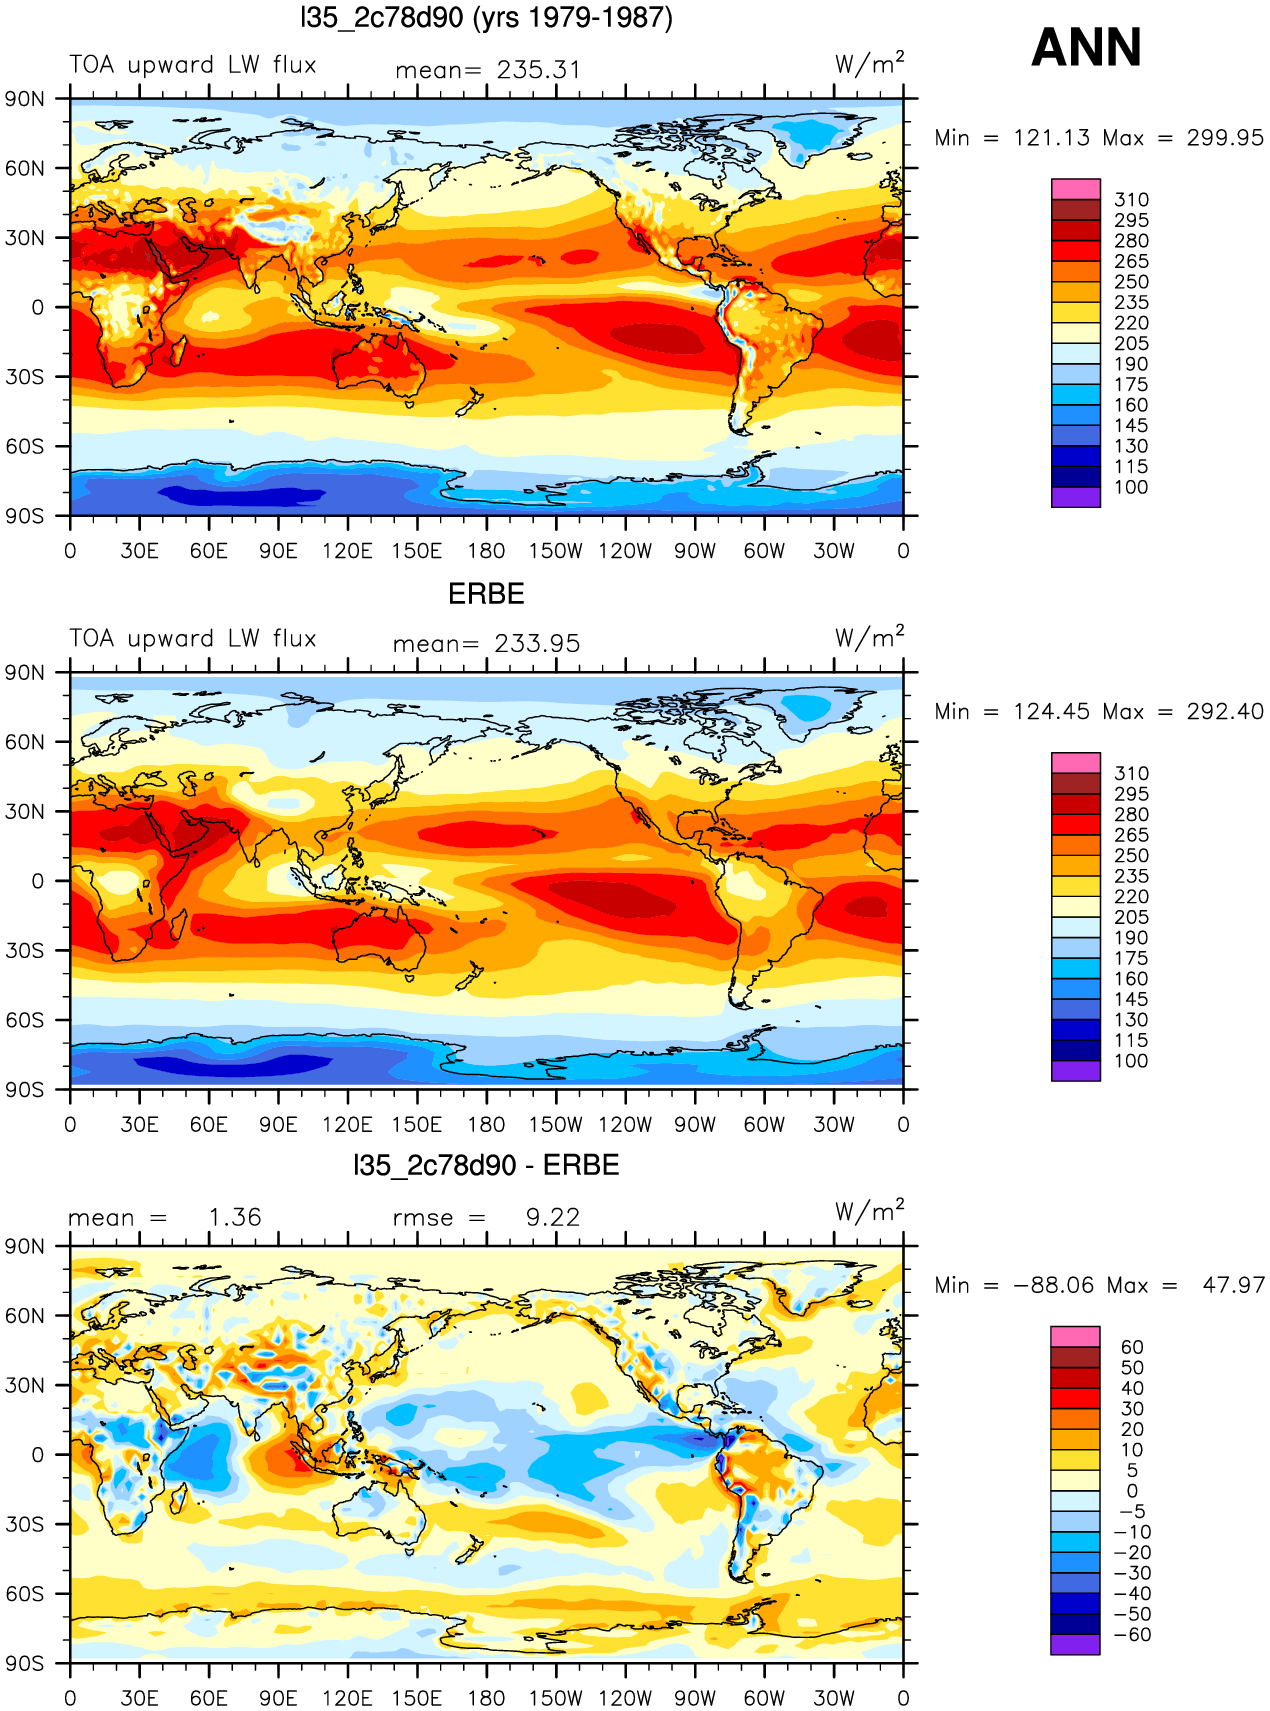 l35_2c78d90 (yrs 1979-1987)
ANN
TOA upward LW flux mean= 235.31 W/m²
Min = 121.13 Max = 299.95
90N
60N
30N
0
30S
60S
90S
0 30E 60E 90E 120E 150E 180 150W 120W 90W 60W 30W 0
310
295
280
265
250
235
220
205
190
175
160
145
130
115
100
ERBE
TOA upward LW flux mean= 233.95 W/m²
Min = 124.45 Max = 292.40
90N
60N
30N
0
30S
60S
90S
0 30E 60E 90E 120E 150E 180 150W 120W 90W 60W 30W 0
310
295
280
265
250
235
220
205
190
175
160
145
130
115
100
l35_2c78d90 - ERBE
mean = 1.36 rmse = 9.22 W/m²
Min = −88.06 Max = 47.97
90N
60N
30N
0
30S
60S
90S
0 30E 60E 90E 120E 150E 180 150W 120W 90W 60W 30W 0
60
50
40
30
20
10
5
0
−5
−10
−20
−30
−40
−50
−60